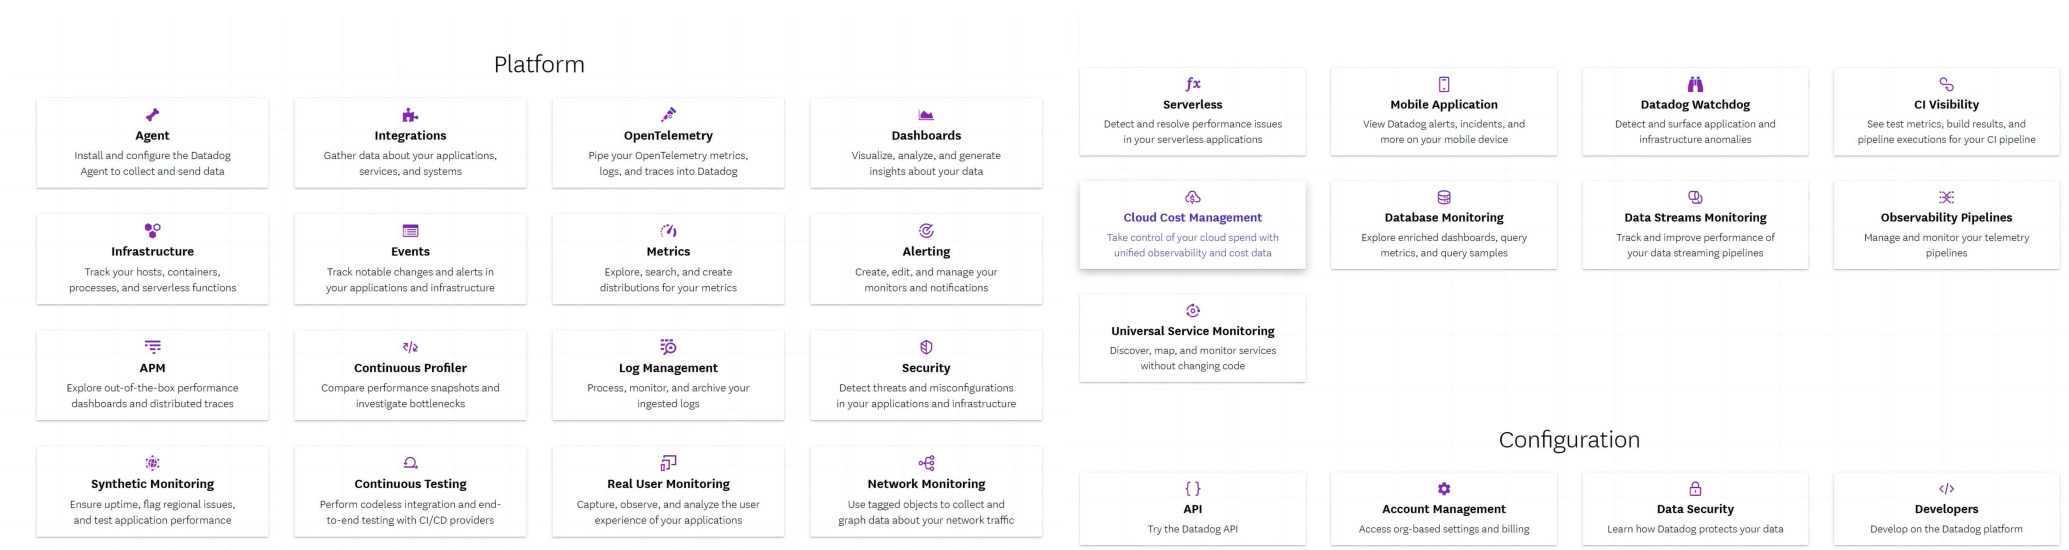 Platform
Agent
Install and configure the Datadog
Agent to collect and send data
Integrations
Gather data about your applications,
services, and systems
OpenTelemetry
Pipe your OpenTelemetry metrics,
logs, and traces into Datadog
Dashboards
Visualize, analyze, and generate
insights about your data
Infrastructure
Track your hosts, containers,
processes, and serverless functions
Events
Track notable changes and alerts in
your applications and infrastructure
Metrics
Explore, search, and create
distributions for your metrics
Alerting
Create, edit, and manage your
monitors and notifications
APM
Explore out-of-the-box performance
dashboards and distributed traces
Continuous Profiler
Compare performance snapshots and
investigate bottlenecks
Log Management
Process, monitor, and archive your
ingested logs
Security
Detect threats and misconfigurations
in your applications and infrastructure
Synthetic Monitoring
Ensure uptime, flag regional issues,
and test application performance
Continuous Testing
Perform codeless integration and end-
to-end testing with CI/CD providers
Real User Monitoring
Capture, observe, and analyze the user
experience of your applications
Network Monitoring
Use tagged objects to collect and
graph data about your network traffic
Serverless
Detect and resolve performance issues
in your serverless applications
Mobile Application
View Datadog alerts, incidents, and
more on your mobile device
Datadog Watchdog
Detect and surface application and
infrastructure anomalies
CI Visibility
See test metrics, build results, and
pipeline executions for your CI pipeline
Cloud Cost Management
Take control of your cloud spend with
unified observability and cost data
Database Monitoring
Explore enriched dashboards, query
metrics, and query samples
Data Streams Monitoring
Track and improve performance of
your data streaming pipelines
Observability Pipelines
Manage and monitor your telemetry
pipelines
Universal Service Monitoring
Discover, map, and monitor services
without changing code
Configuration
API
Try the Datadog API
Account Management
Access org-based settings and billing
Data Security
Learn how Datadog protects your data
Developers
Develop on the Datadog platform